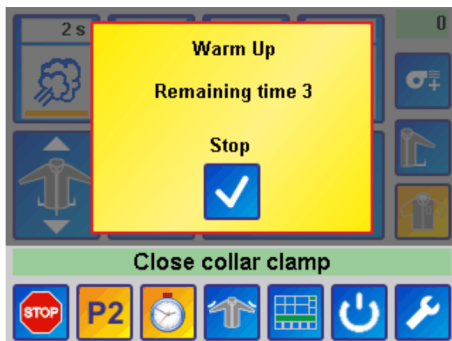 2 s
0
Warm Up
Remaining time 3
Stop
Close collar clamp
STOP
P2